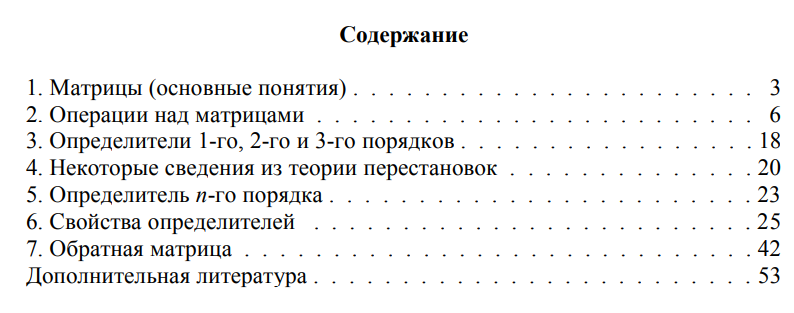 Содержание
1. Матрицы (основные понятия) . . . . . . . . . . . . . . . . . . . . . . . . . 3
2. Операции над матрицами . . . . . . . . . . . . . . . . . . . . . . . . . . . 6
3. Определители 1-го, 2-го и 3-го порядков . . . . . . . . . . . . . . . . . . 18
4. Некоторые сведения из теории перестановок . . . . . . . . . . . . . . . 20
5. Определитель n-го порядка . . . . . . . . . . . . . . . . . . . . . . . . . . 23
6. Свойства определителей . . . . . . . . . . . . . . . . . . . . . . . . . . . 25
7. Обратная матрица . . . . . . . . . . . . . . . . . . . . . . . . . . . . . . . 42
Дополнительная литература . . . . . . . . . . . . . . . . . . . . . . . . . . . 53